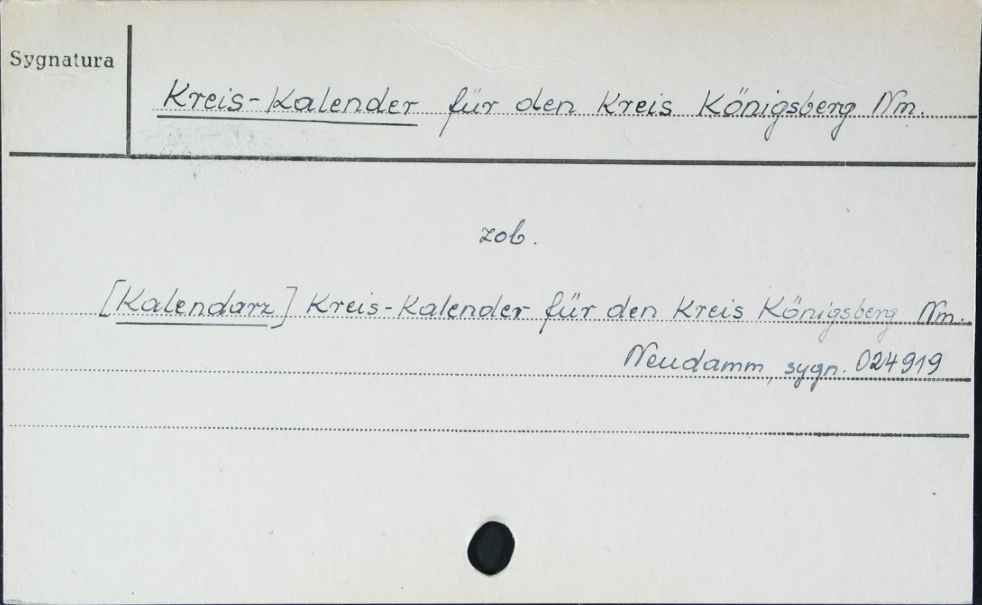 Sygnatura
Kreis-Kalender für den Kreis Königsberg Nm.
zob.
[Kalendarz] Kreis-Kalender für den Kreis Königsberg Nm.
Neudamm, sygn. 024919